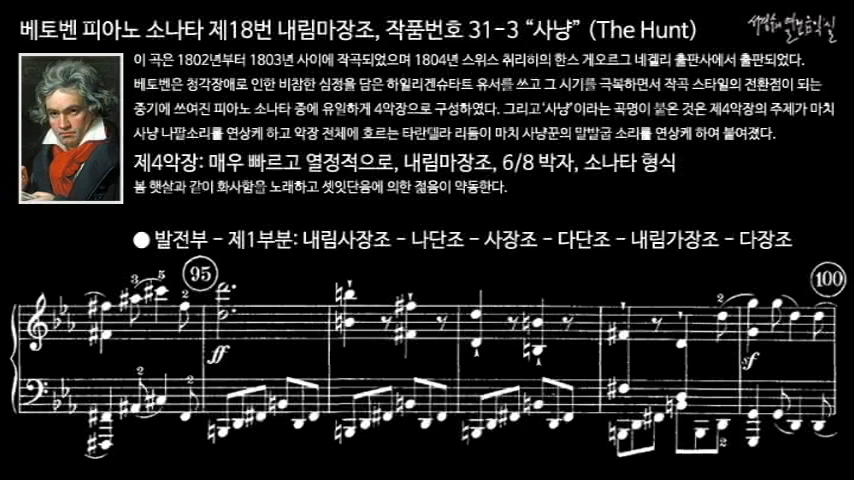 베토벤 피아노 소나타 제18번 내림마장조, 작품번호 31-3 “사냥” (The Hunt)
서정원의 열린음악실
이 곡은 1802년부터 1803년 사이에 작곡되었으며 1804년 스위스 취리히의 한스 게오르그 네겔리 출판사에서 출판되었다.
베토벤은 청각장애로 인한 비참한 심정을 담은 하일리겐슈타트 유서를 쓰고 그 시기를 극복하면서 작곡 스타일의 전환점이 되는
중기에 쓰여진 피아노 소나타 중에 유일하게 4악장으로 구성하였다. 그리고 ‘사냥’이라는 곡명이 붙은 것은 제4악장의 주제가 마치
사냥 나팔소리를 연상케 하고 악장 전체에 흐르는 타란텔라 리듬이 마치 사냥꾼의 말발굽 소리를 연상케 하여 붙여졌다.
제4악장: 매우 빠르고 열정적으로, 내림마장조, 6/8 박자, 소나타 형식
봄 햇살과 같이 화사함을 노래하고 셋잇단음에 의한 젊음이 약동한다.
● 발전부 - 제1부분: 내림사장조 - 나단조 - 사장조 - 다단조 - 내림가장조 - 다장조
3 5 2 95 2 100
ff sf
2 2